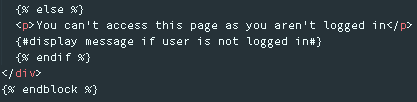 {% else %}
<p>You can't access this page as you aren't logged in</p>
{#display message if user is not logged in#}
{% endif %}
</div>
{% endblock %}